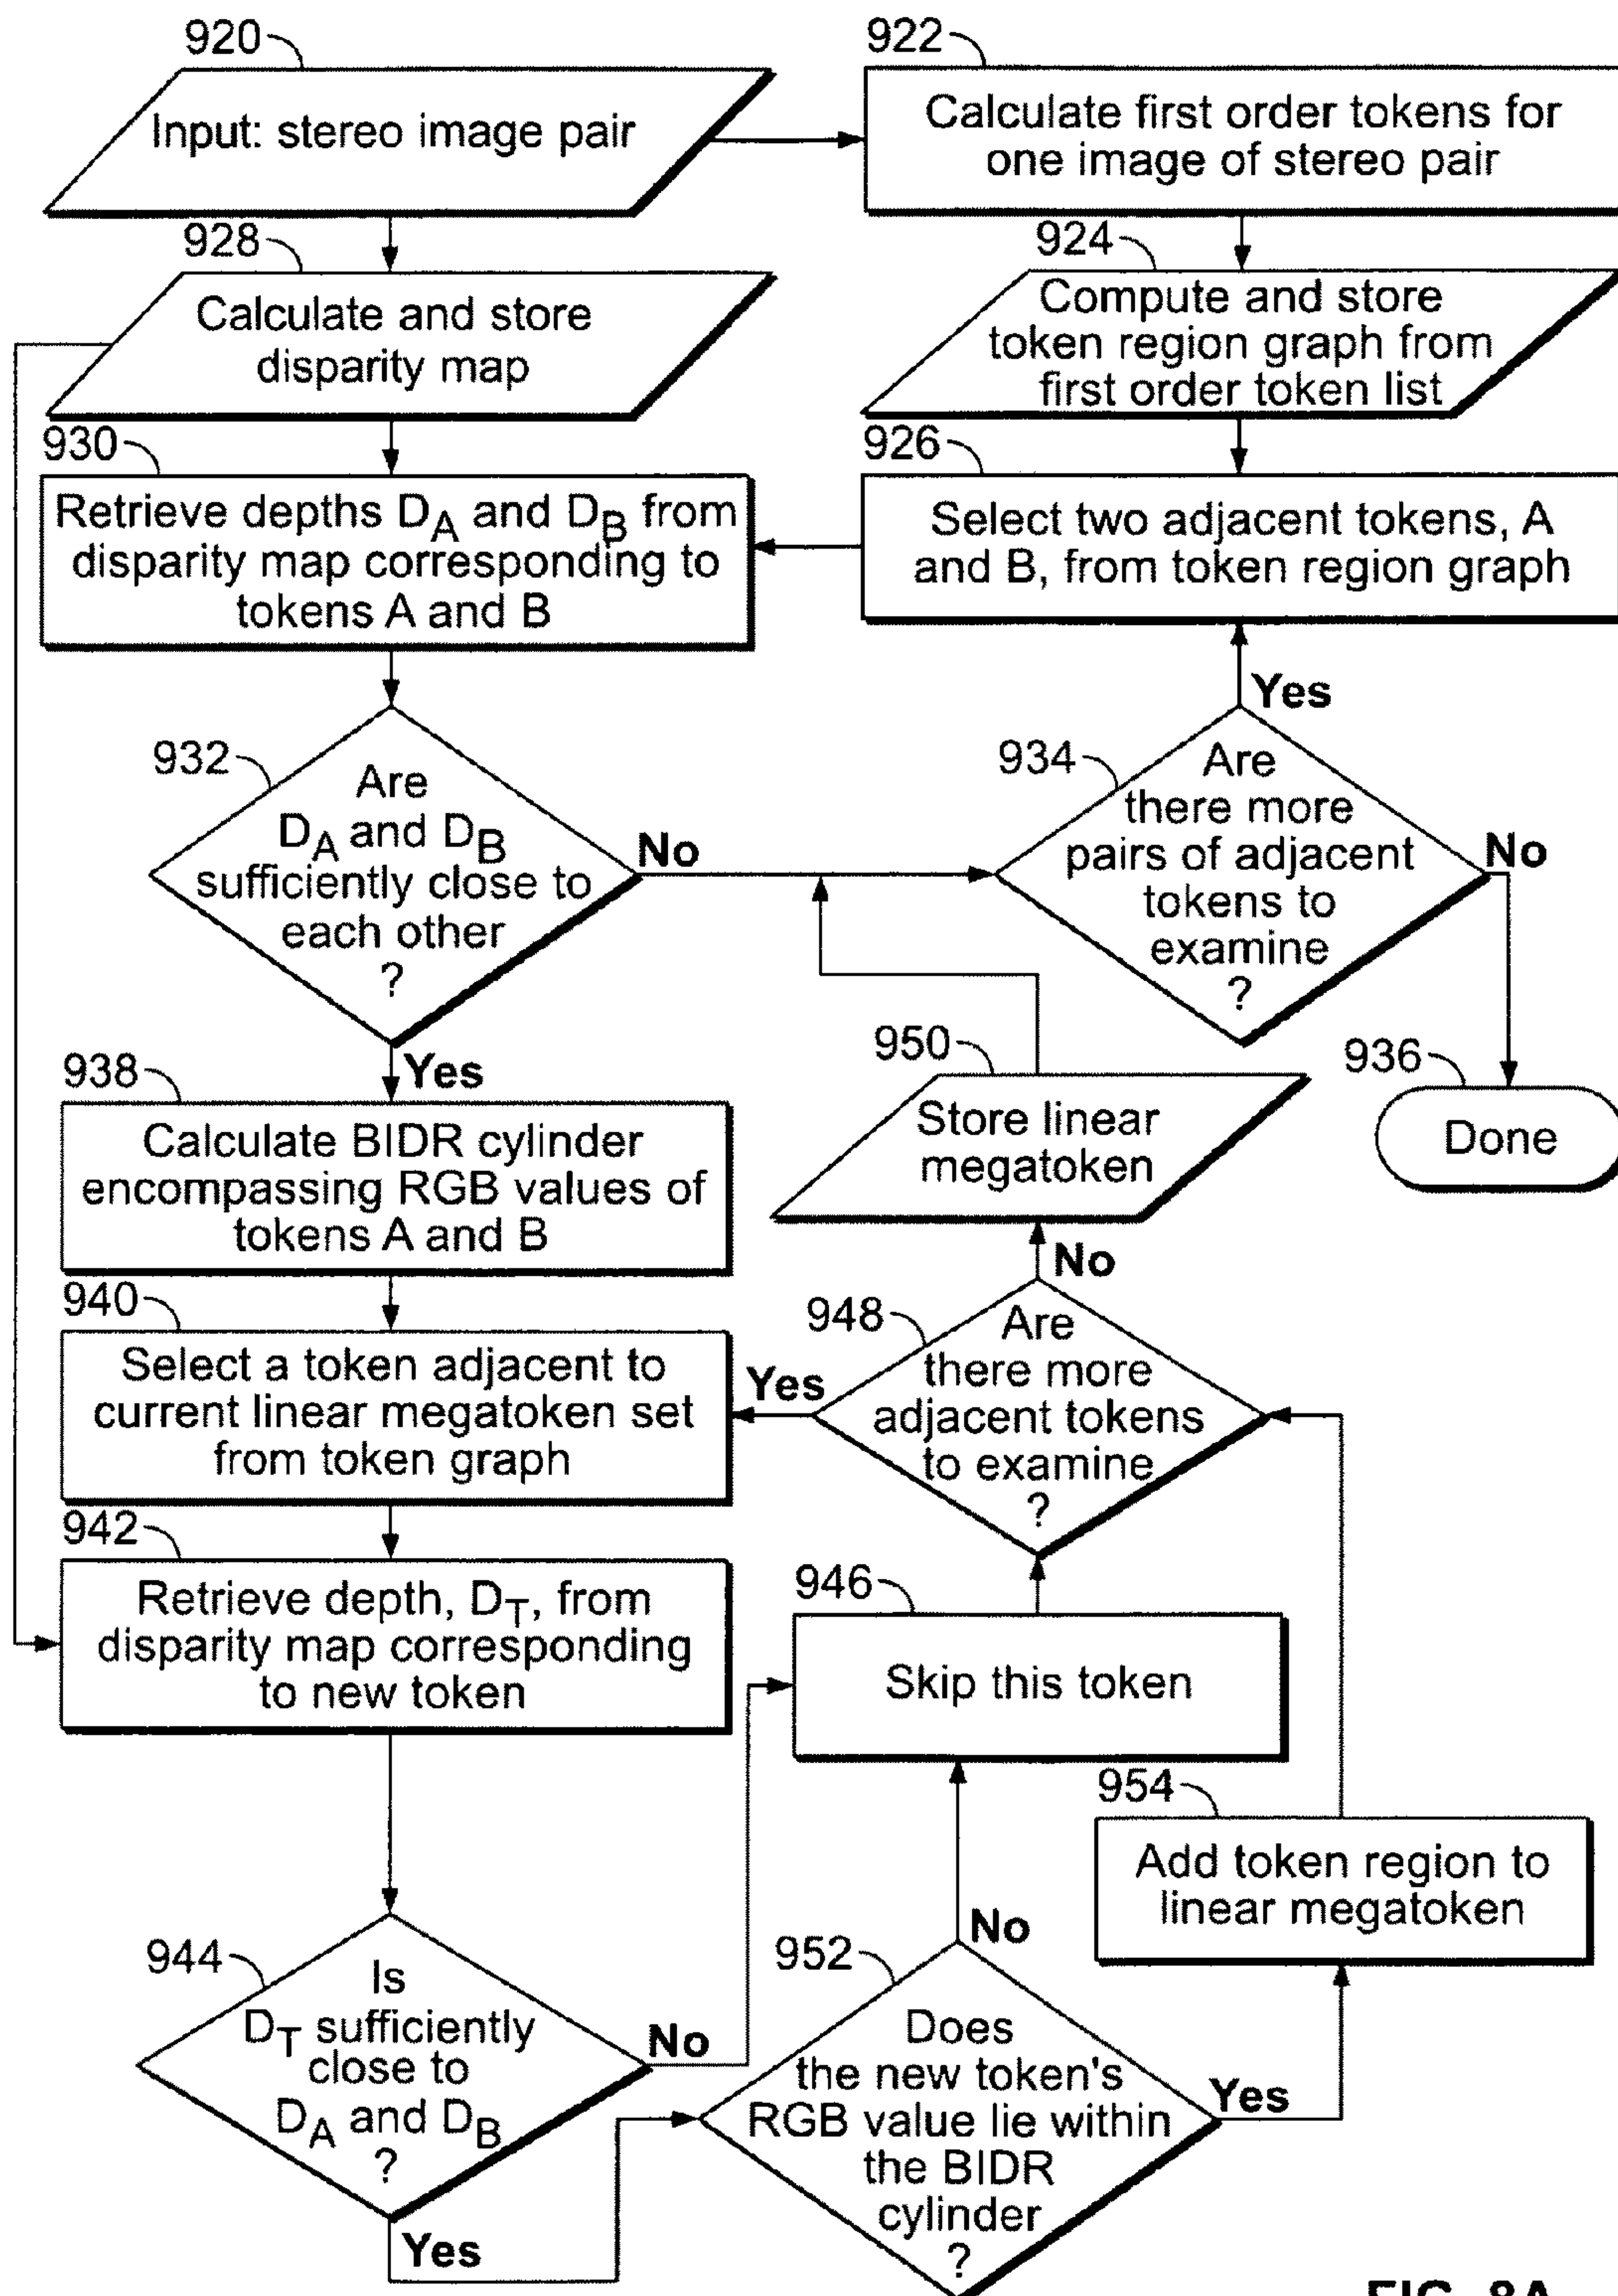 920
Input: stereo image pair
922
Calculate first order tokens for
one image of stereo pair
928
Calculate and store
disparity map
924
Compute and store
token region graph from
first order token list
930
Retrieve depths DA and DB from
disparity map corresponding to
tokens A and B
926
Select two adjacent tokens, A
and B, from token region graph
932
Are
DA and DB
sufficiently close to
each other
?
No
Yes
934
Are
there more
pairs of adjacent
tokens to
examine
?
Yes
No
936
Done
938
Calculate BIDR cylinder
encompassing RGB values of
tokens A and B
950
Store linear
megatoken
940
Select a token adjacent to
current linear megatoken set
from token graph
948
Are
there more
adjacent tokens
to examine
?
No
Yes
942
Retrieve depth, DT, from
disparity map corresponding
to new token
946
Skip this token
954
Add token region to
linear megatoken
944
Is
DT sufficiently
close to
DA and DB
?
No
Yes
952
Does
the new token's
RGB value lie within
the BIDR
cylinder
?
No
Yes
FIG. 8A